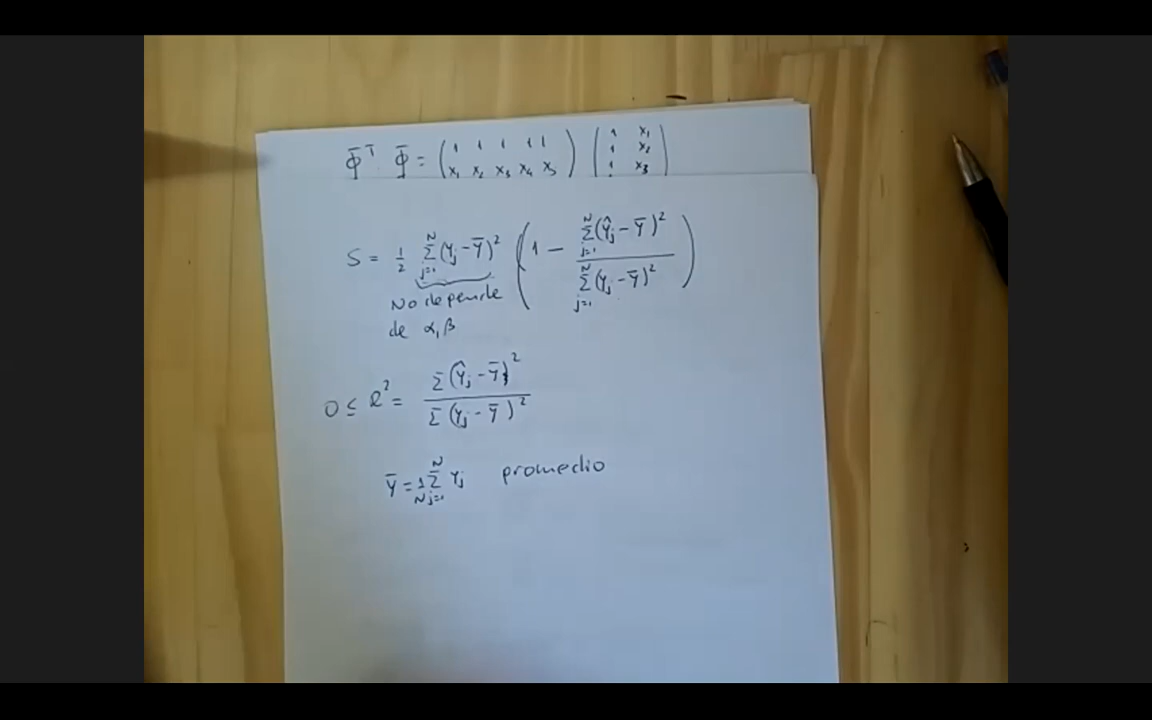 Φ̄ᵀ Φ̄ = (1 1 1 1 1 / x₁ x₂ x₃ x₄ x₅) (1 x₁ / 1 x₂ / 1 x₃
S = 1/2 Σ_{j=1}^{N} (Y_j − Ȳ)² (1 − Σ_{j=1}^{N} (Ŷ_j − Ȳ)² / Σ_{j=1}^{N} (Y_j − Ȳ)²)
No depende
de α, β
0 ≤ R² = Σ (Ŷ_j − Ȳ)² / Σ (Y_j − Ȳ)²
Ȳ = 1/N Σ_{j=1}^{N} Y_j promedio